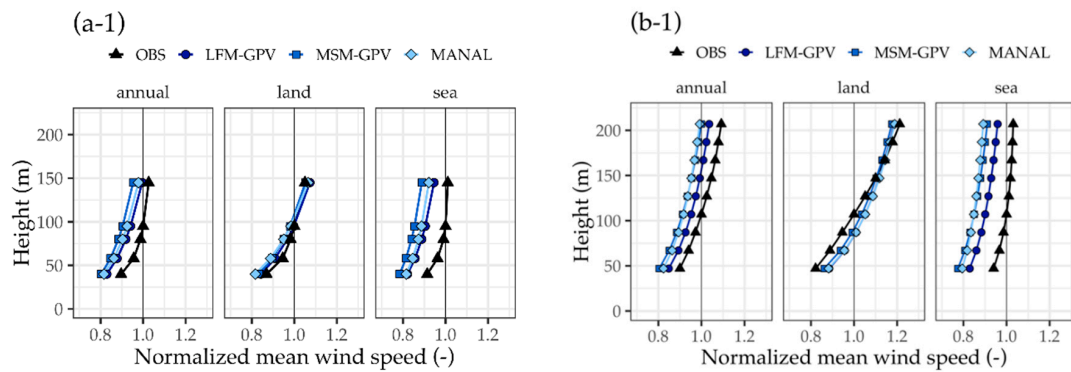 (a-1)
OBS LFM-GPV MSM-GPV MANAL
annual land sea
Height (m)
200
150
100
50
0
0.8 1.0 1.2 0.8 1.0 1.2 0.8 1.0 1.2
Normalized mean wind speed (-)
(b-1)
OBS LFM-GPV MSM-GPV MANAL
annual land sea
Height (m)
200
150
100
50
0
0.8 1.0 1.2 0.8 1.0 1.2 0.8 1.0 1.2
Normalized mean wind speed (-)